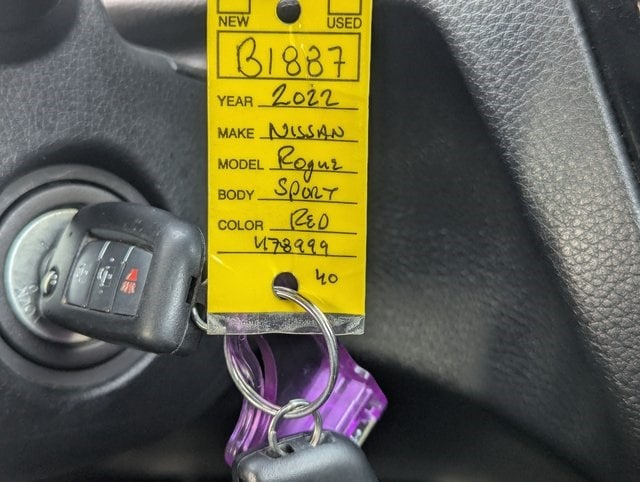 NEW USED
B1887
YEAR 2022
MAKE NISSAN
MODEL Rogue
BODY SPORT
COLOR RED
478999
40